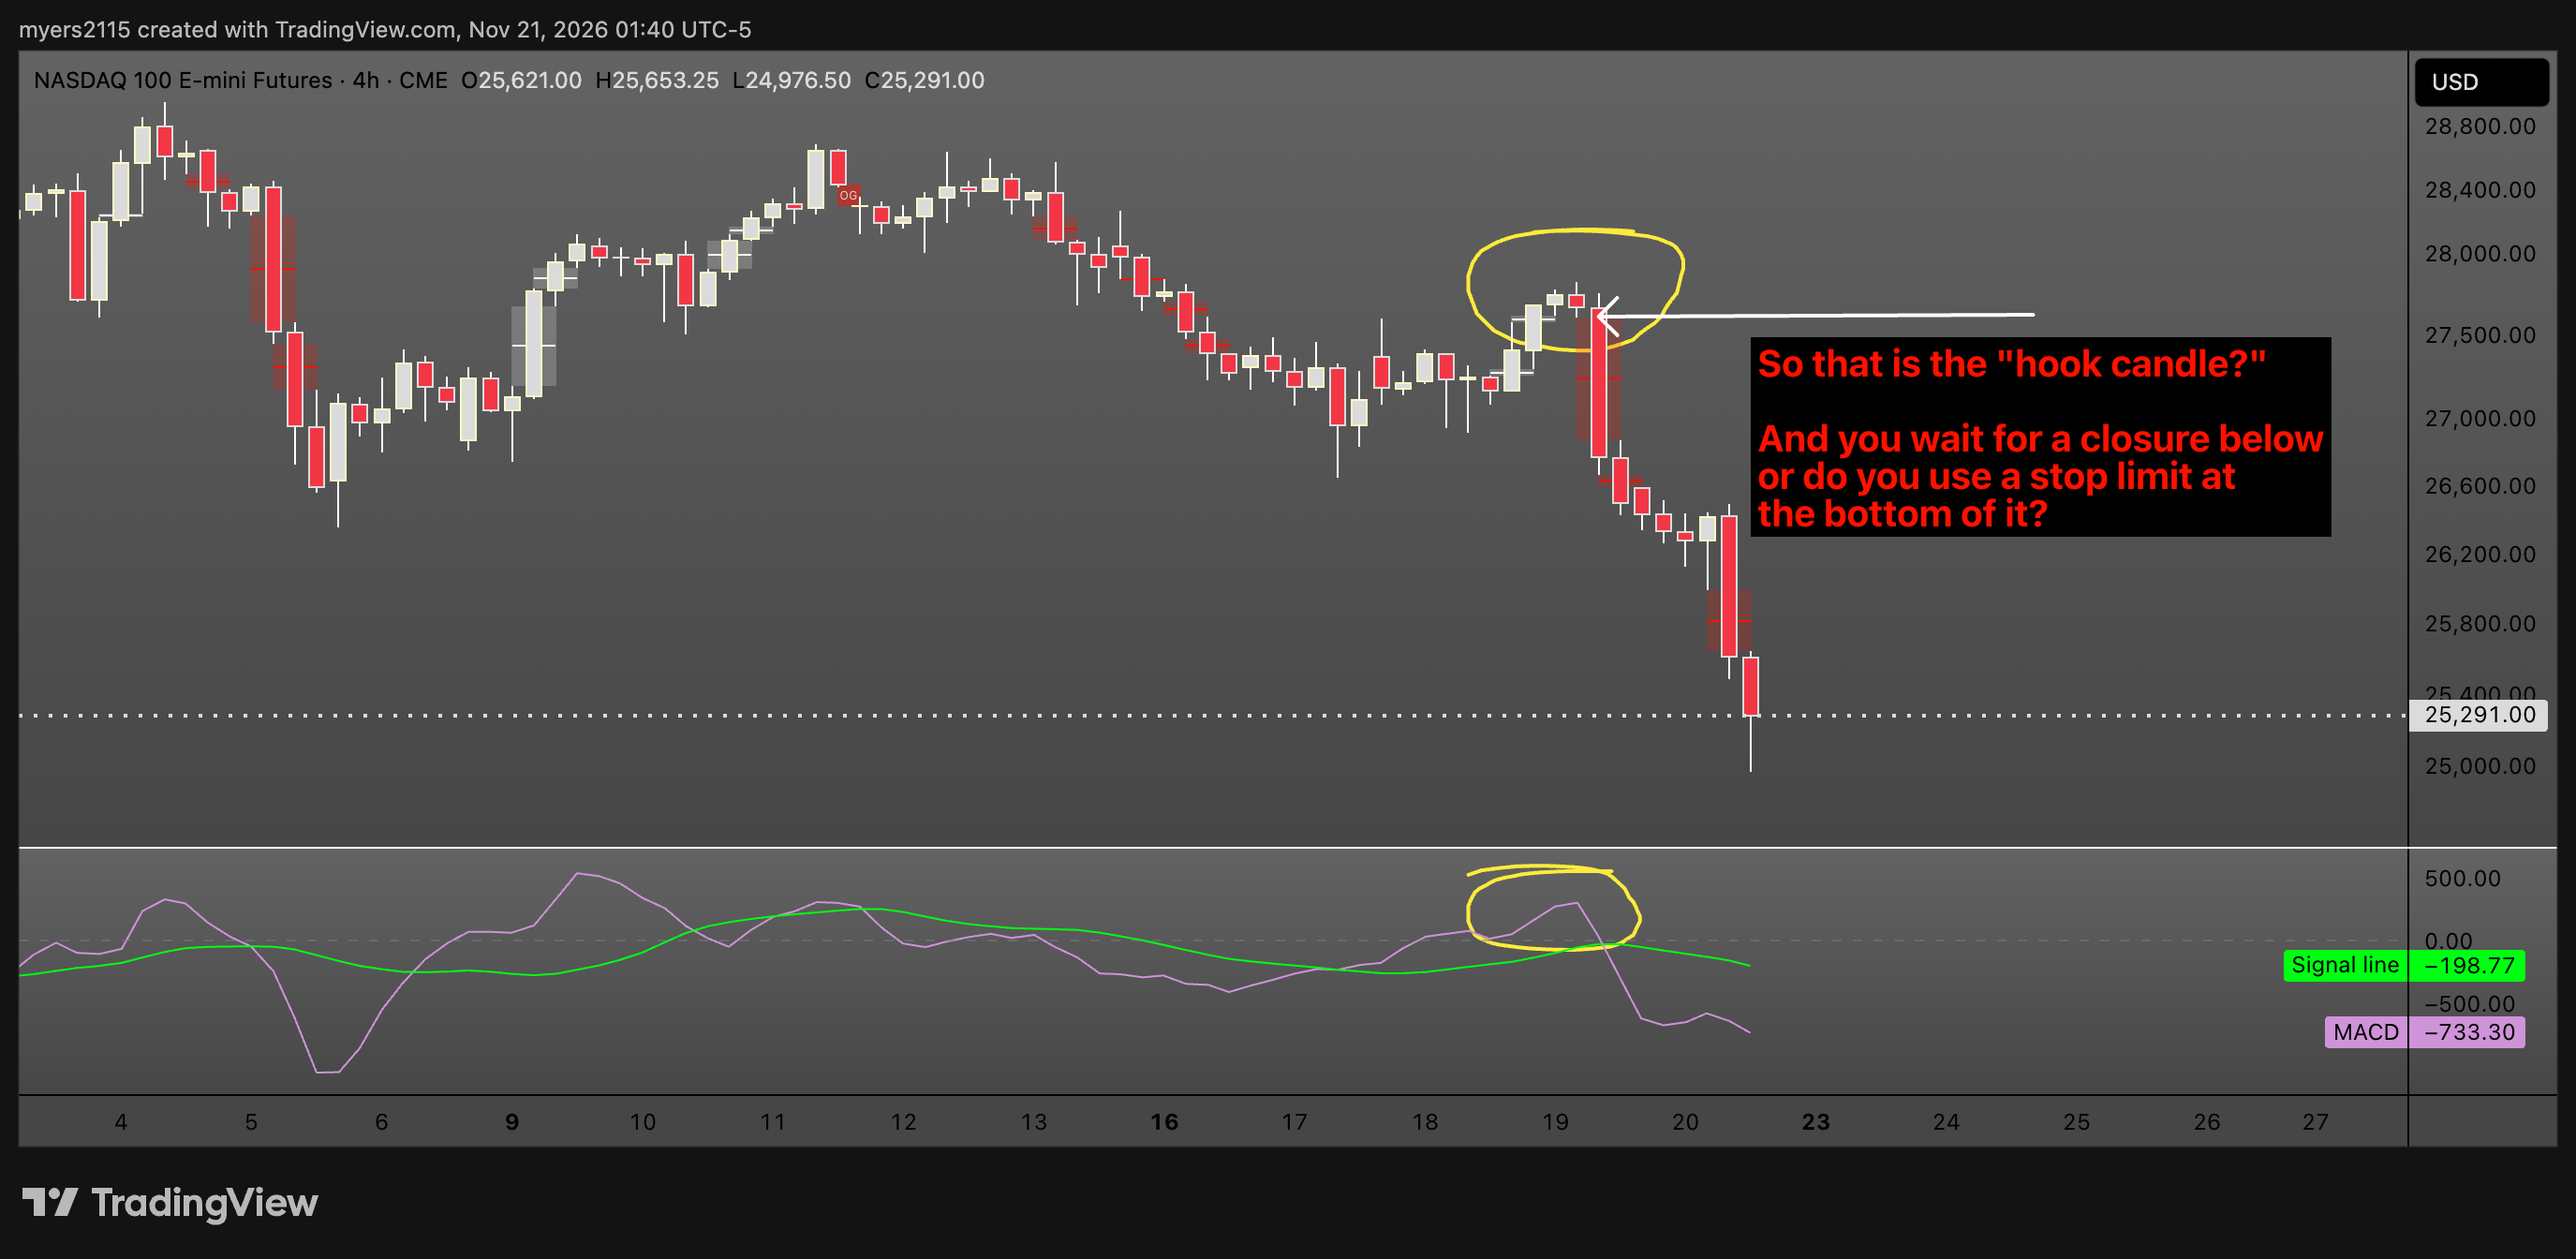 myers2115 created with TradingView.com, Nov 21, 2026 01:40 UTC-5
NASDAQ 100 E-mini Futures · 4h · CME O25,621.00 H25,653.25 L24,976.50 C25,291.00
USD
28,800.00
28,400.00
28,000.00
27,500.00
27,000.00
26,600.00
26,200.00
25,800.00
25,400.00
25,291.00
25,000.00
OG
So that is the "hook candle?"
And you wait for a closure below
or do you use a stop limit at
the bottom of it?
500.00
0.00
Signal line −198.77
−500.00
MACD −733.30
4 5 6 9 10 11 12 13 16 17 18 19 20 23 24 25 26 27
TradingView